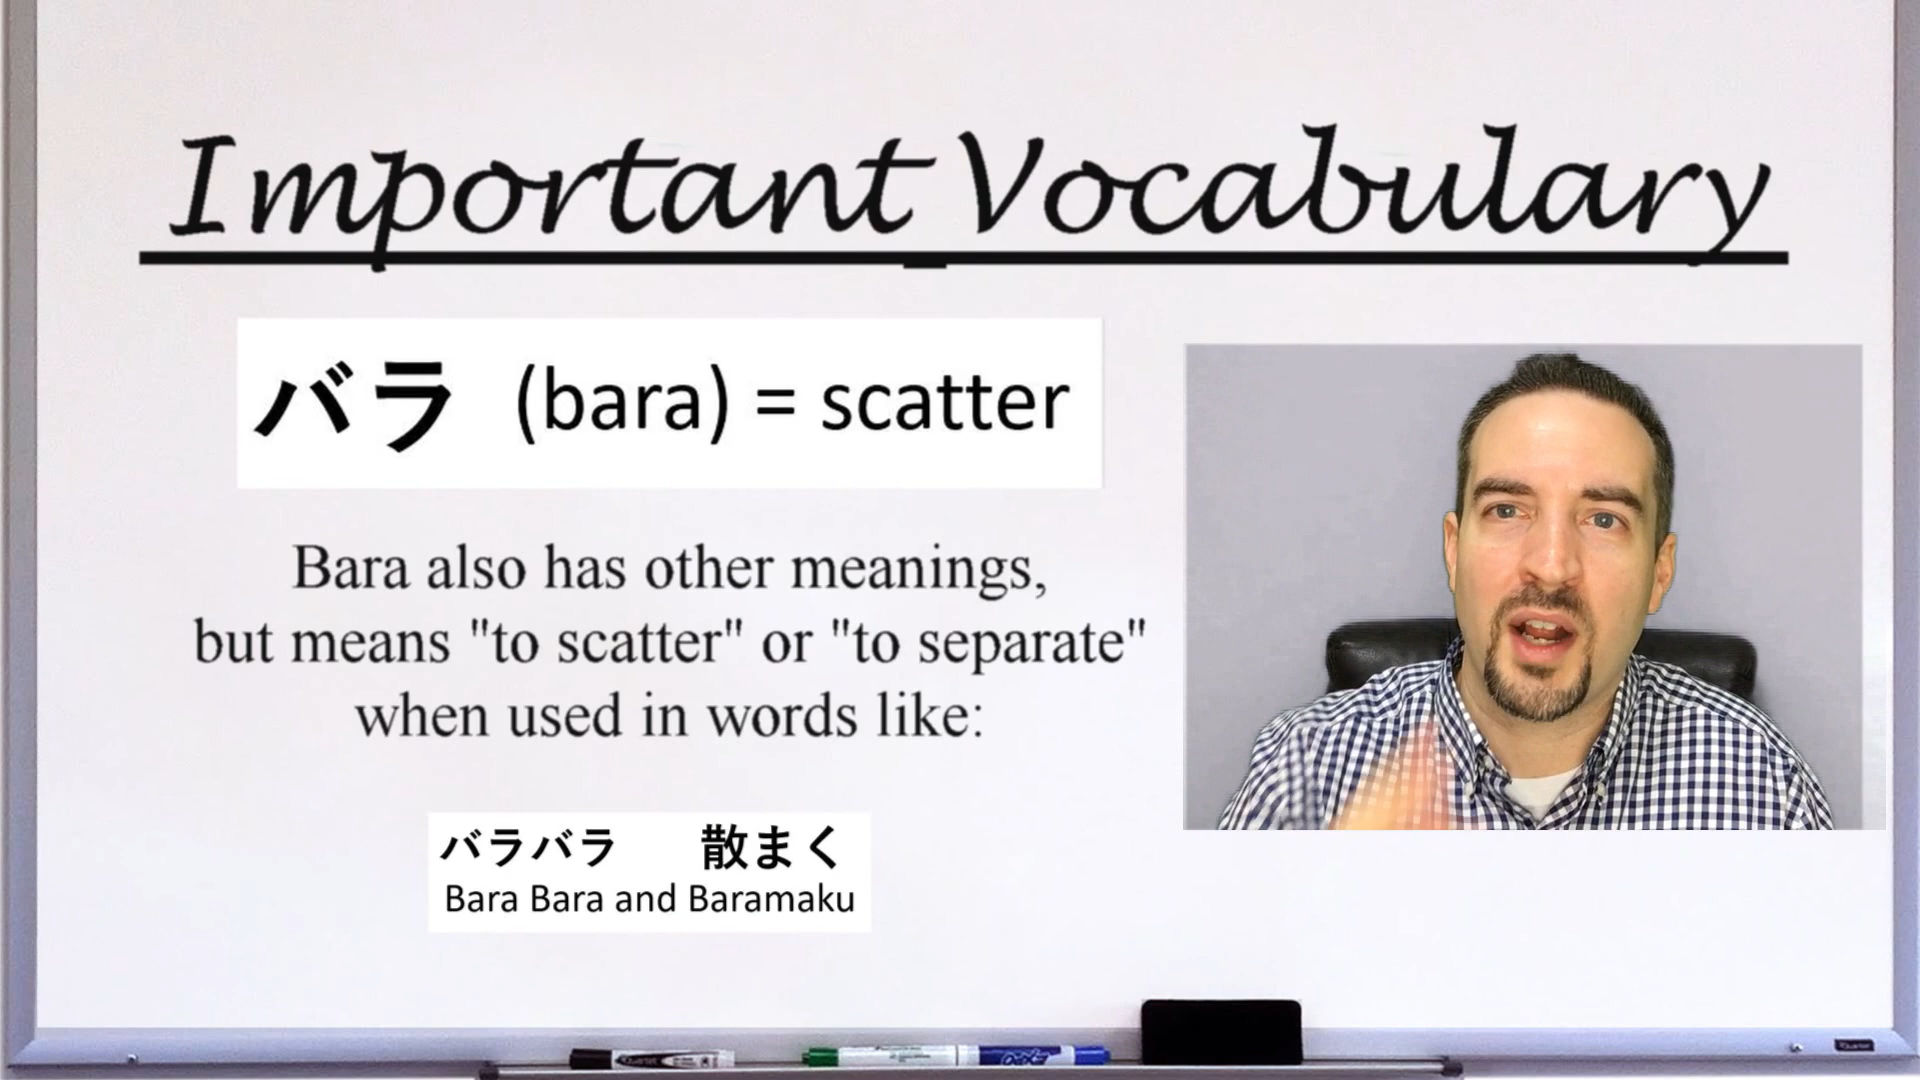 Important Vocabulary
バラ (bara) = scatter
Bara also has other meanings,
but means "to scatter" or "to separate"
when used in words like:
バラバラ 散まく
Bara Bara and Baramaku